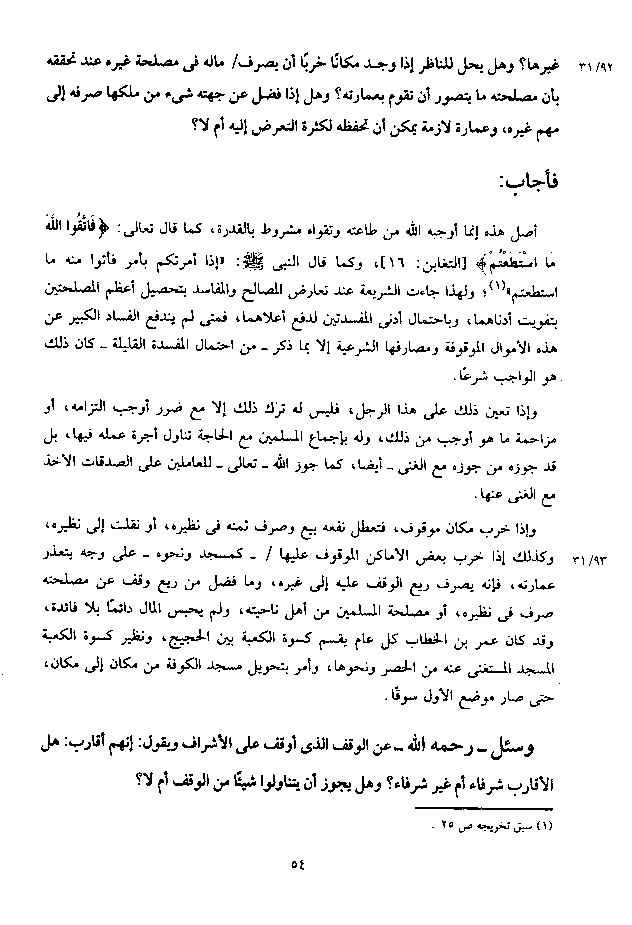 ٣١/٩٢ غيرها؟ وهل يحل للناظر إذا وجد مكانًا خربًا أن يصرف/ ماله فى مصلحة غيره عند تحققه
بأن مصلحته ما يتصور أن تقوم بعمارته؟ وهل إذا فضل عن جهته شىء من ملكها صرفه إلى
مهم غيره، وعمارة لازمة يمكن أن تحفظه لكثرة التعرض إليه أم لا؟
فأجاب:
أصل هذه إنما أوجبه الله من طاعته وتقواه مشروط بالقدرة، كما قال تعالى: ﴿فَاتَّقُوا اللَّهَ
مَا اسْتَطَعْتُمْ﴾ [التغابن: ١٦]، وكما قال النبى ﷺ: «إذا أمرتكم بأمر فأتوا منه ما
استطعتم»(١)؛ ولهذا جاءت الشريعة عند تعارض المصالح والمفاسد بتحصيل أعظم المصلحتين
بتفويت أدناهما، وباحتمال أدنى المفسدتين لدفع أعلاهما، فمتى لم يندفع الفساد الكبير عن
هذه الأموال الموقوفة ومصارفها الشرعية إلا بما ذكر ـ من احتمال المفسدة القليلة ـ كان ذلك
هو الواجب شرعًا.
وإذا تعين ذلك على هذا الرجل، فليس له ترك ذلك إلا مع ضرر أوجب التزامه، أو
مزاحمة ما هو أوجب من ذلك، وله بإجماع المسلمين مع الحاجة تناول أجرة عمله فيها، بل
قد جوزه من جوزه مع الغنى ـ أيضا، كما جوز الله ـ تعالى ـ للعاملين على الصدقات الأخذ
مع الغنى عنها.
وإذا خرب مكان موقوف، فتعطل نفعه بيع وصرف ثمنه فى نظيره، أو نقلت إلى نظيره،
٣١/٩٣ وكذلك إذا خرب بعض الأماكن الموقوف عليها / ـ كمسجد ونحوه ـ على وجه يتعذر
عمارته، فإنه يصرف ريع الوقف عليه إلى غيره، وما فضل من ريع وقف عن مصلحته
صرف فى نظيره، أو مصلحة المسلمين من أهل ناحيته، ولم يحبس المال دائمًا بلا فائدة،
وقد كان عمر بن الخطاب كل عام يقسم كسوة الكعبة بين الحجيج، ونظير كسوة الكعبة
المسجد المستغنى عنه من الحصر ونحوها، وأمر بتحويل مسجد الكوفة من مكان إلى مكان،
حتى صار موضع الأول سوقًا.
وسئل ـ رحمه الله ـ عن الوقف الذى أوقف على الأشراف ويقول: إنهم أقارب: هل
الأقارب شرفاء أم غير شرفاء؟ وهل يجوز أن يتناولوا شيئًا من الوقف أم لا؟
(١) سبق تخريجه ص ٢٥ .
٥٤